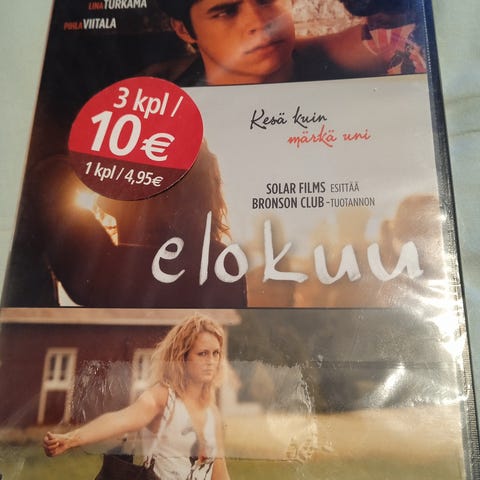 LINA TURKAMA
PIHLA VIITALA
3 kpl /
10€
1 kpl / 4,95€
Kesä kuin
märkä uni
SOLAR FILMS ESITTÄÄ
BRONSON CLUB -TUOTANNON
elokuu